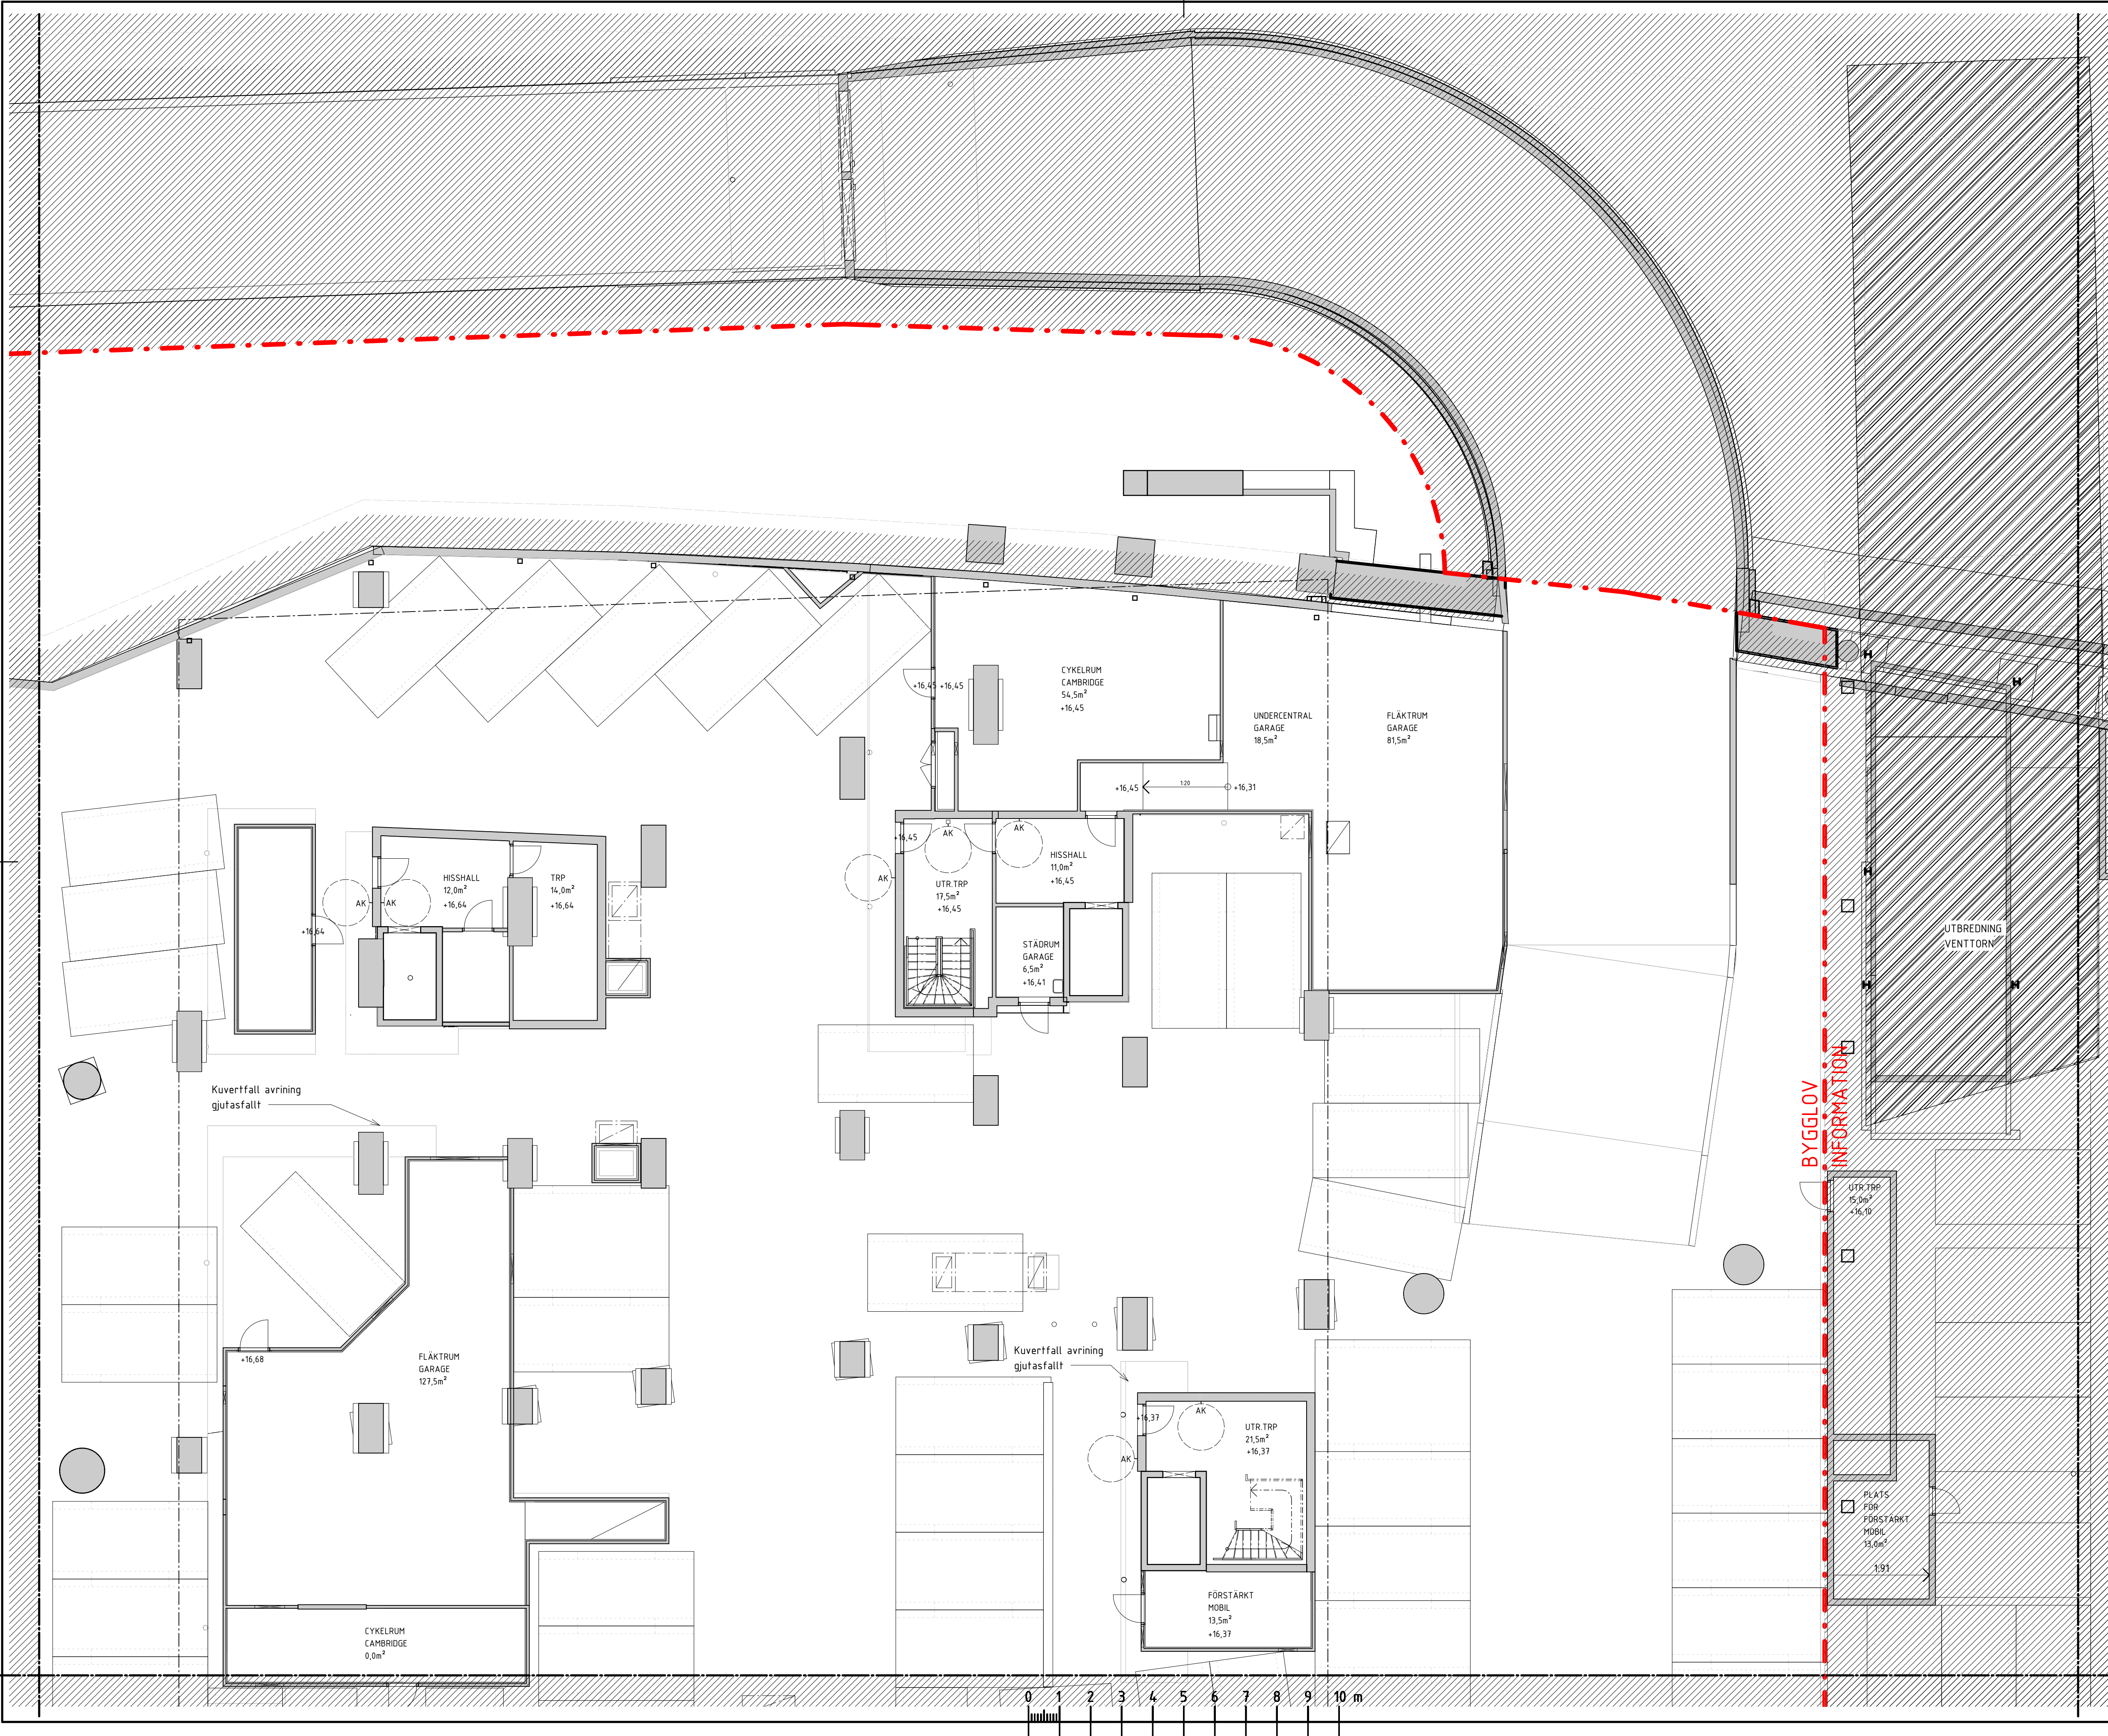 CYKELRUM
CAMBRIDGE
54,5m²
+16,45
+16,45
+16,45
UNDERCENTRAL
GARAGE
18,5m²
FLÄKTRUM
GARAGE
81,5m²
+16,45
1:20
+16,31
+16,45
AK
AK
HISSHALL
11,0m²
+16,45
AK
UTR.TRP
17,5m²
+16,45
STÄDRUM
GARAGE
6,5m²
+16,41
HISSHALL
12,0m²
+16,64
TRP
14,0m²
+16,64
AK
AK
+16,64
UTBREDNING
VENTTORN
BYGGLOV
INFORMATION
Kuvertfall avrining
gjutasfallt
UTR.TRP
15,0m²
+16,10
+16,68
FLÄKTRUM
GARAGE
127,5m²
Kuvertfall avrining
gjutasfallt
+16,37
AK
AK
UTR.TRP
21,5m²
+16,37
PLATS
FÖR
FÖRSTÄRKT
MOBIL
13,0m²
1:91
FÖRSTÄRKT
MOBIL
13,5m²
+16,37
CYKELRUM
CAMBRIDGE
0,0m²
0 1 2 3 4 5 6 7 8 9 10 m